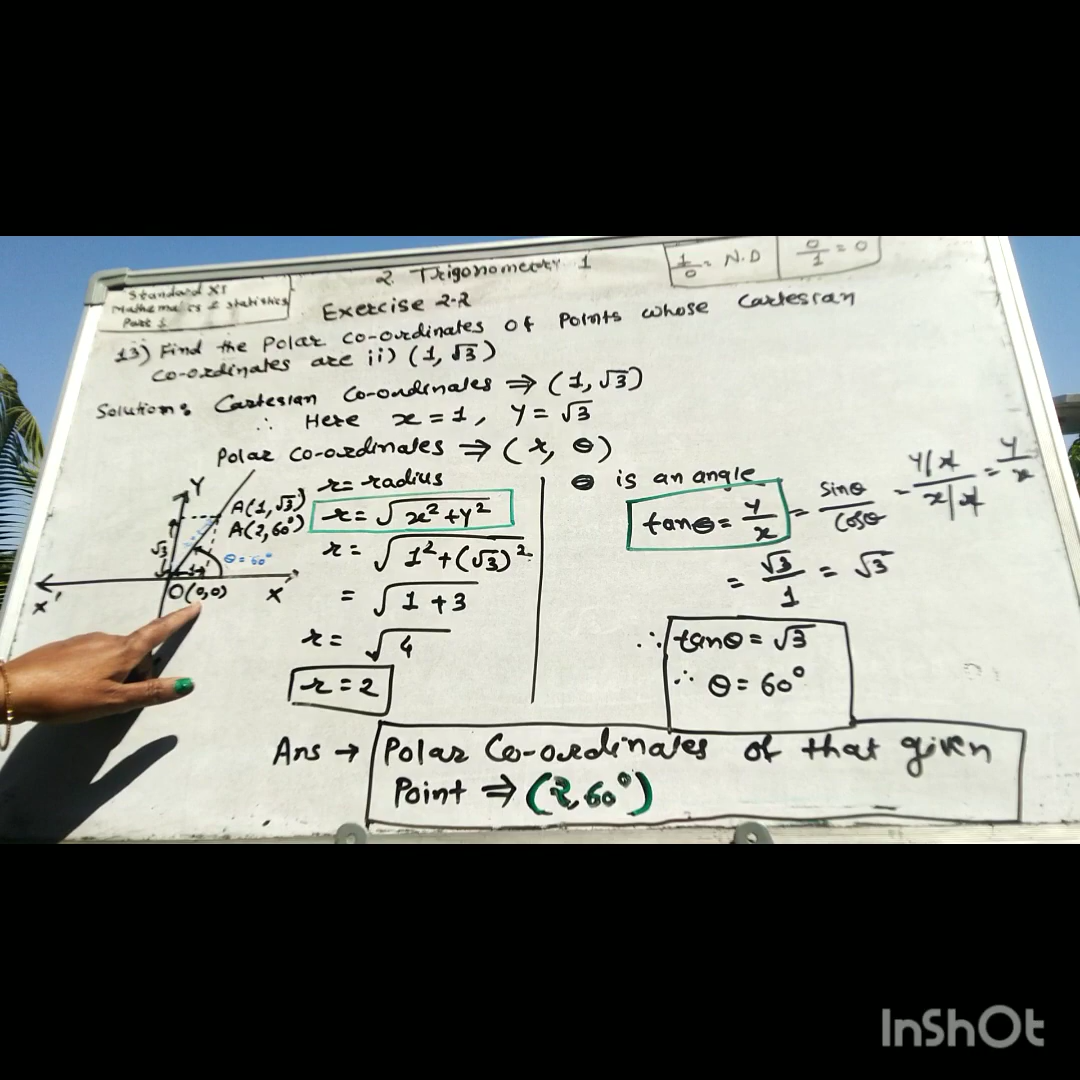 2. Trigonometry 1
1/0 = N.D
0/1 = 0
Standard XI
Mathematics & statistics
Part 1
Exercise 2.2
13) Find the Polar co-ordinates of Points whose Cartesian
co-ordinates are ii) (1, √3)
Solution: Cartesian Co-ordinates ⇒ (1, √3)
∴ Here x = 1, y = √3
Polar co-ordinates ⇒ (r, θ)
Y
A(1, √3)
A(2, 60°)
√3
1
θ = 60°
O(0,0)
X'
X
r = radius
r = √x² + y²
r = √1² + (√3)²
= √1 + 3
r = √4
r = 2
θ is an angle
tanθ = y/x = sinθ/cosθ = y/r / x/r = y/x
= √3/1 = √3
∴ tanθ = √3
∴ θ = 60°
Ans → Polar Co-ordinates of that given
Point ⇒ (2, 60°)
InShOt